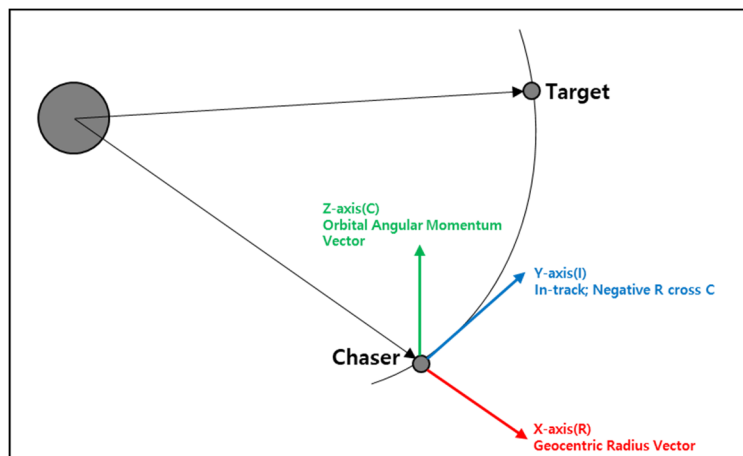 Target
Z-axis(C)
Orbital Angular Momentum
Vector
Y-axis(I)
In-track; Negative R cross C
Chaser
X-axis(R)
Geocentric Radius Vector